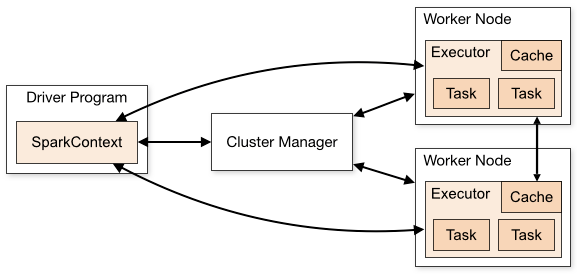 Driver Program
SparkContext
Cluster Manager
Worker Node
Executor
Cache
Task
Task
Worker Node
Executor
Cache
Task
Task